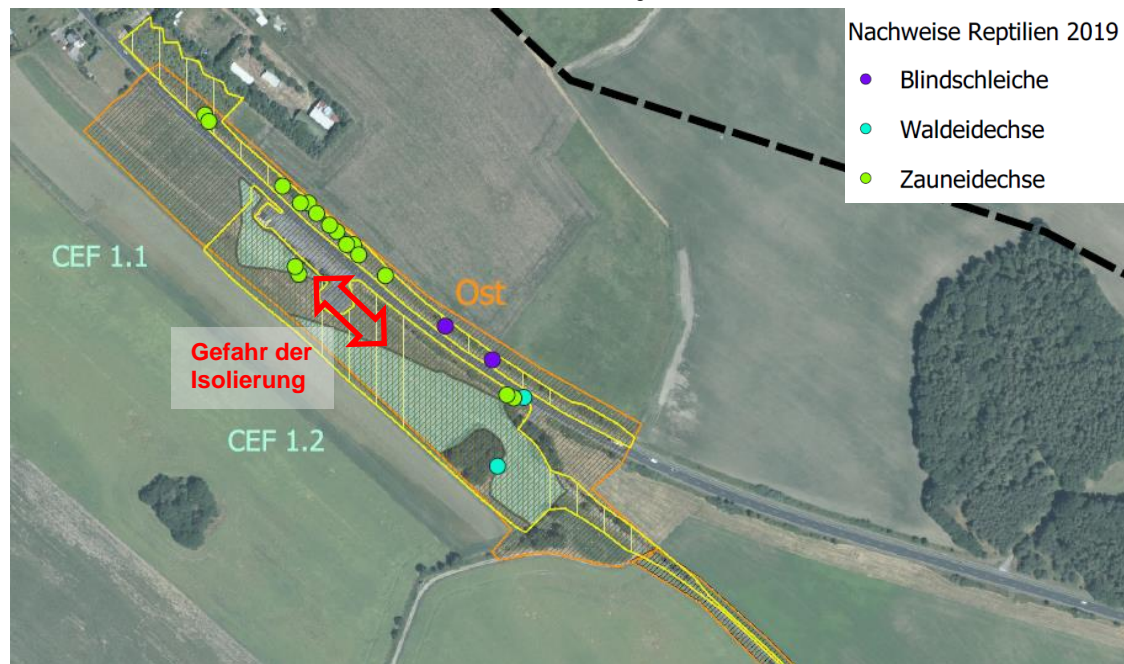 Nachweise Reptilien 2019
Blindschleiche
Waldeidechse
Zauneidechse
CEF 1.1
Ost
Gefahr der
Isolierung
CEF 1.2